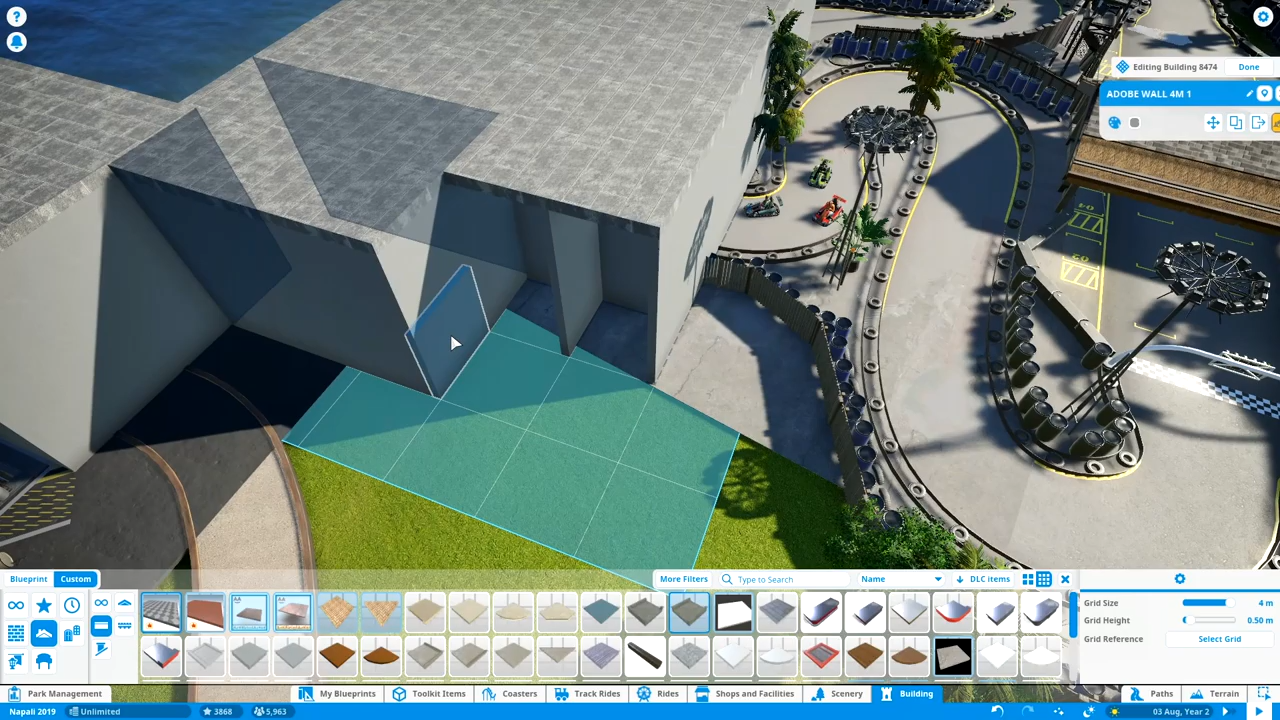 ?
Editing Building 8474 Done
ADOBE WALL 4M 1
Blueprint Custom More Filters Type to Search Name DLC items
Grid Size 4 m
Grid Height 0.50 m
Grid Reference Select Grid
Park Management My Blueprints Toolkit Items Coasters Track Rides Rides Shops and Facilities Scenery Building Paths Terrain
Napali 2019 Unlimited 3868 5,963 03 Aug, Year 2